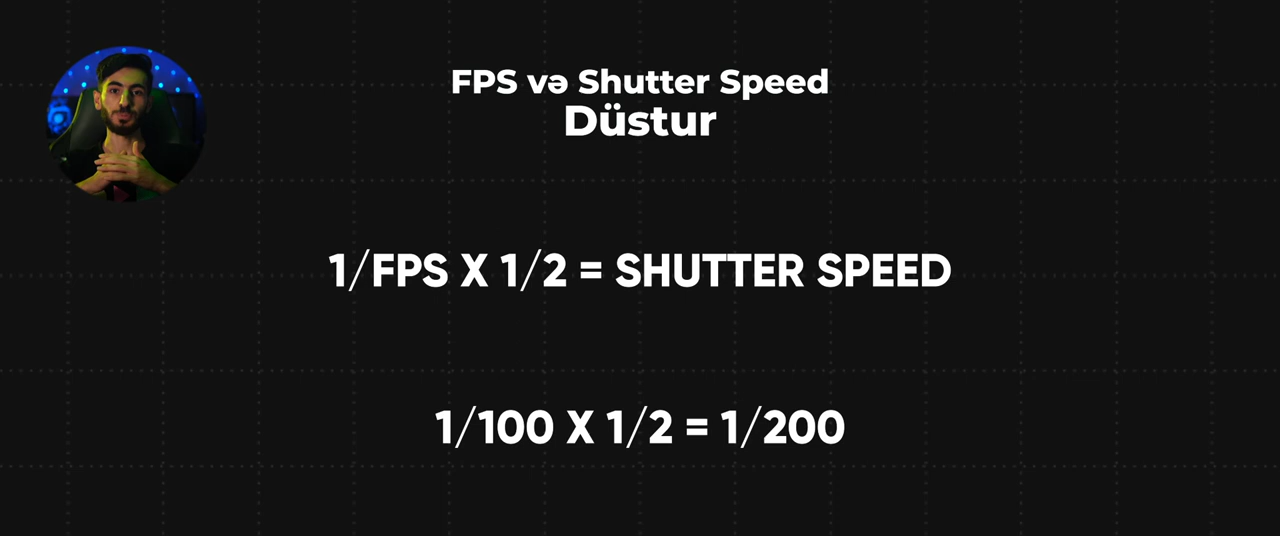 FPS və Shutter Speed
Düstur
1/FPS X 1/2 = SHUTTER SPEED
1/100 X 1/2 = 1/200